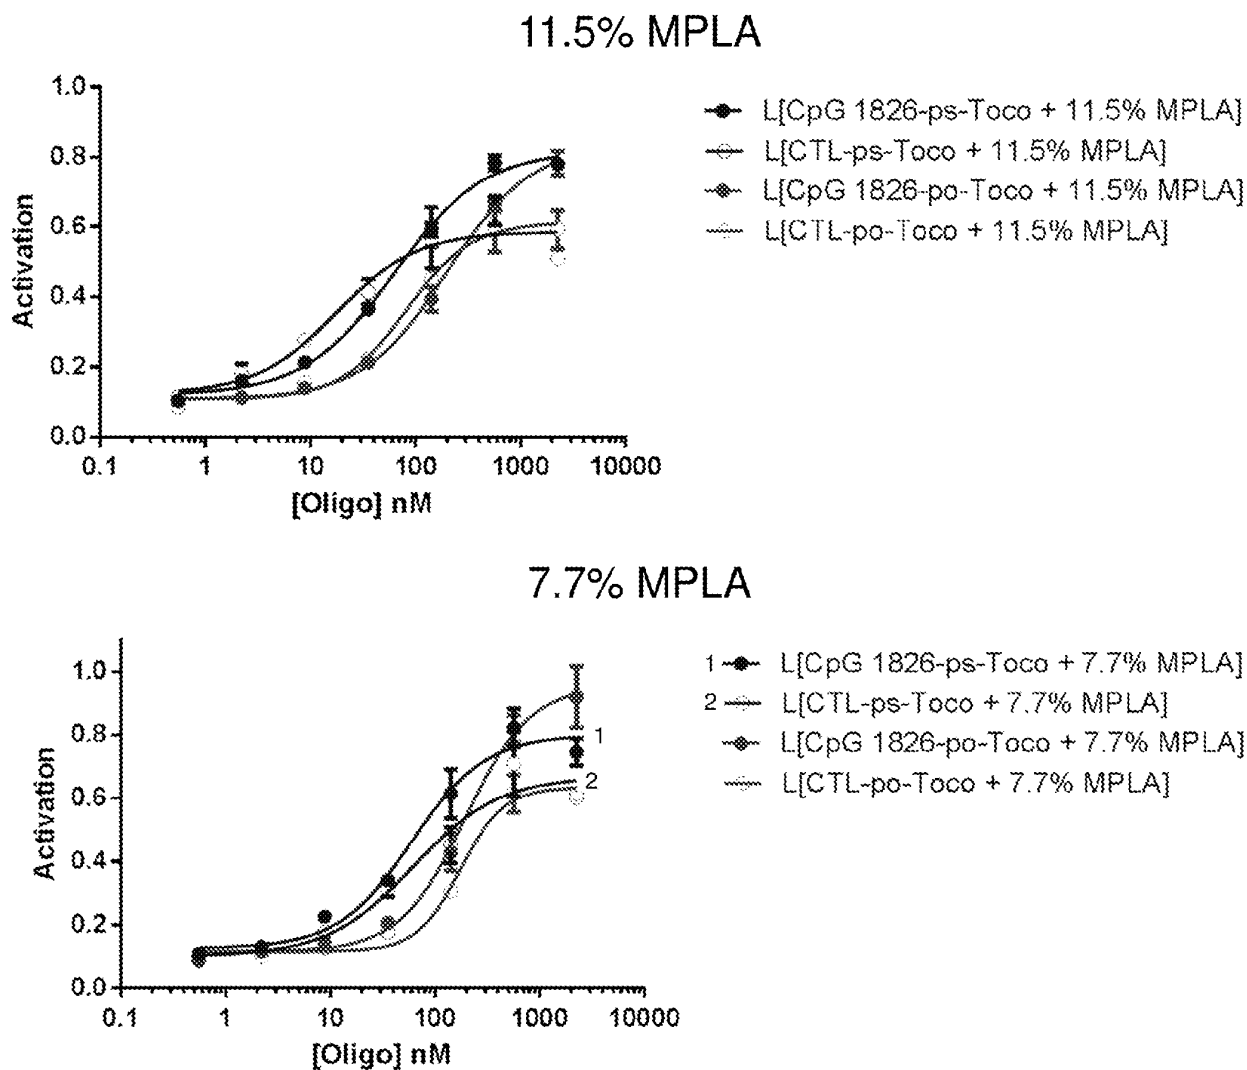 11.5% MPLA
1.0
0.8
0.6
0.4
0.2
0.0
Activation
0.1 1 10 100 1000 10000
[Oligo] nM
L[CpG 1826-ps-Toco + 11.5% MPLA]
L[CTL-ps-Toco + 11.5% MPLA]
L[CpG 1826-po-Toco + 11.5% MPLA]
L[CTL-po-Toco + 11.5% MPLA]
7.7% MPLA
1.0
0.8
0.6
0.4
0.2
0.0
Activation
1
2
0.1 1 10 100 1000 10000
[Oligo] nM
1 L[CpG 1826-ps-Toco + 7.7% MPLA]
2 L[CTL-ps-Toco + 7.7% MPLA]
L[CpG 1826-po-Toco + 7.7% MPLA]
L[CTL-po-Toco + 7.7% MPLA]